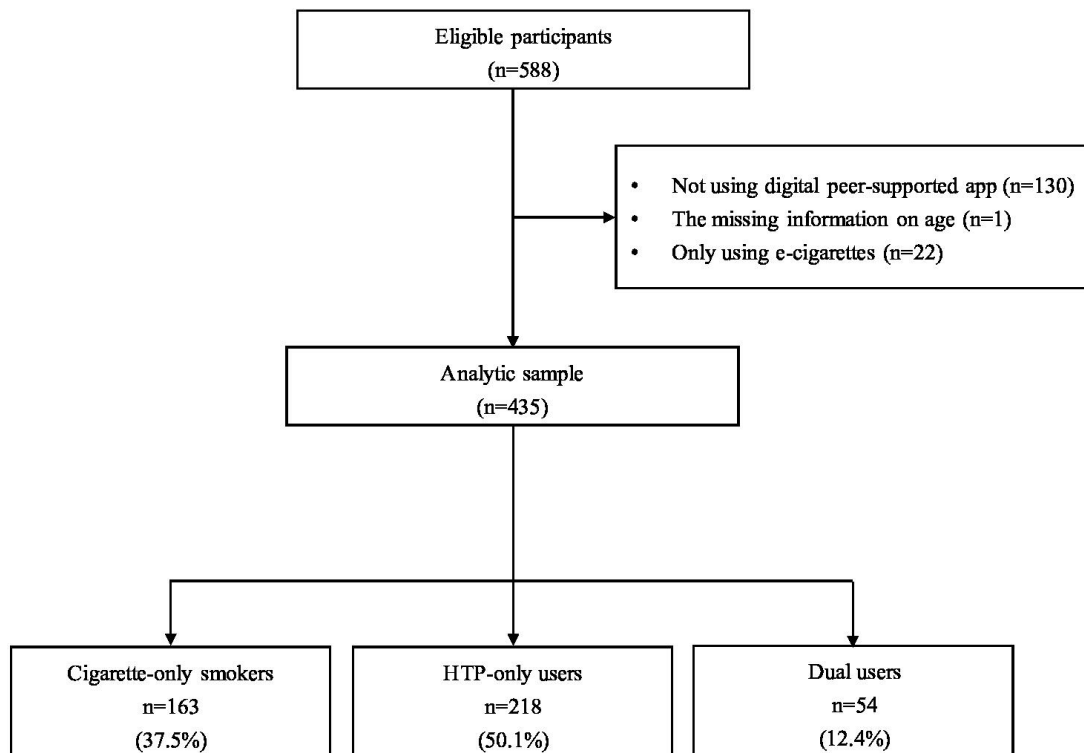 Eligible participants
(n=588)
• Not using digital peer-supported app (n=130)
• The missing information on age (n=1)
• Only using e-cigarettes (n=22)
Analytic sample
(n=435)
Cigarette-only smokers
n=163
(37.5%)
HTP-only users
n=218
(50.1%)
Dual users
n=54
(12.4%)